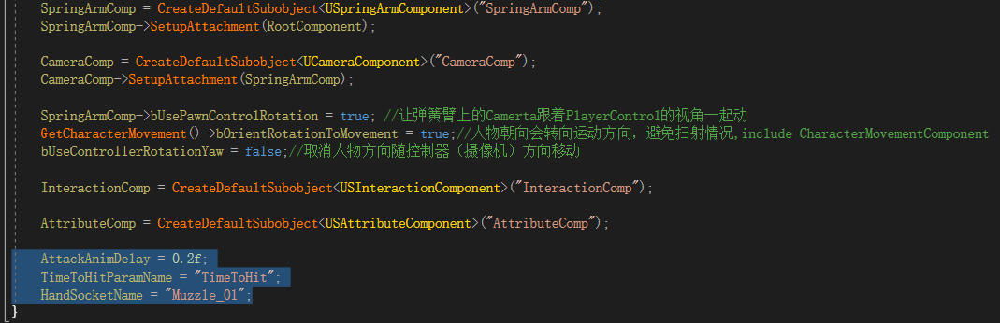 SpringArmComp = CreateDefaultSubobject<USpringArmComponent>("SpringArmComp");
SpringArmComp->SetupAttachment(RootComponent);
CameraComp = CreateDefaultSubobject<UCameraComponent>("CameraComp");
CameraComp->SetupAttachment(SpringArmComp);
SpringArmComp->bUsePawnControlRotation = true; //让弹簧臂上的Camerta跟着PlayerControl的视角一起动
GetCharacterMovement()->bOrientRotationToMovement = true;//人物朝向会转向运动方向，避免扫射情况,include CharacterMovementComponent
bUseControllerRotationYaw = false;//取消人物方向随控制器（摄像机）方向移动
InteractionComp = CreateDefaultSubobject<USInteractionComponent>("InteractionComp");
AttributeComp = CreateDefaultSubobject<USAttributeComponent>("AttributeComp");
AttackAnimDelay = 0.2f;
TimeToHitParamName = "TimeToHit";
HandSocketName = "Muzzle_01";
}